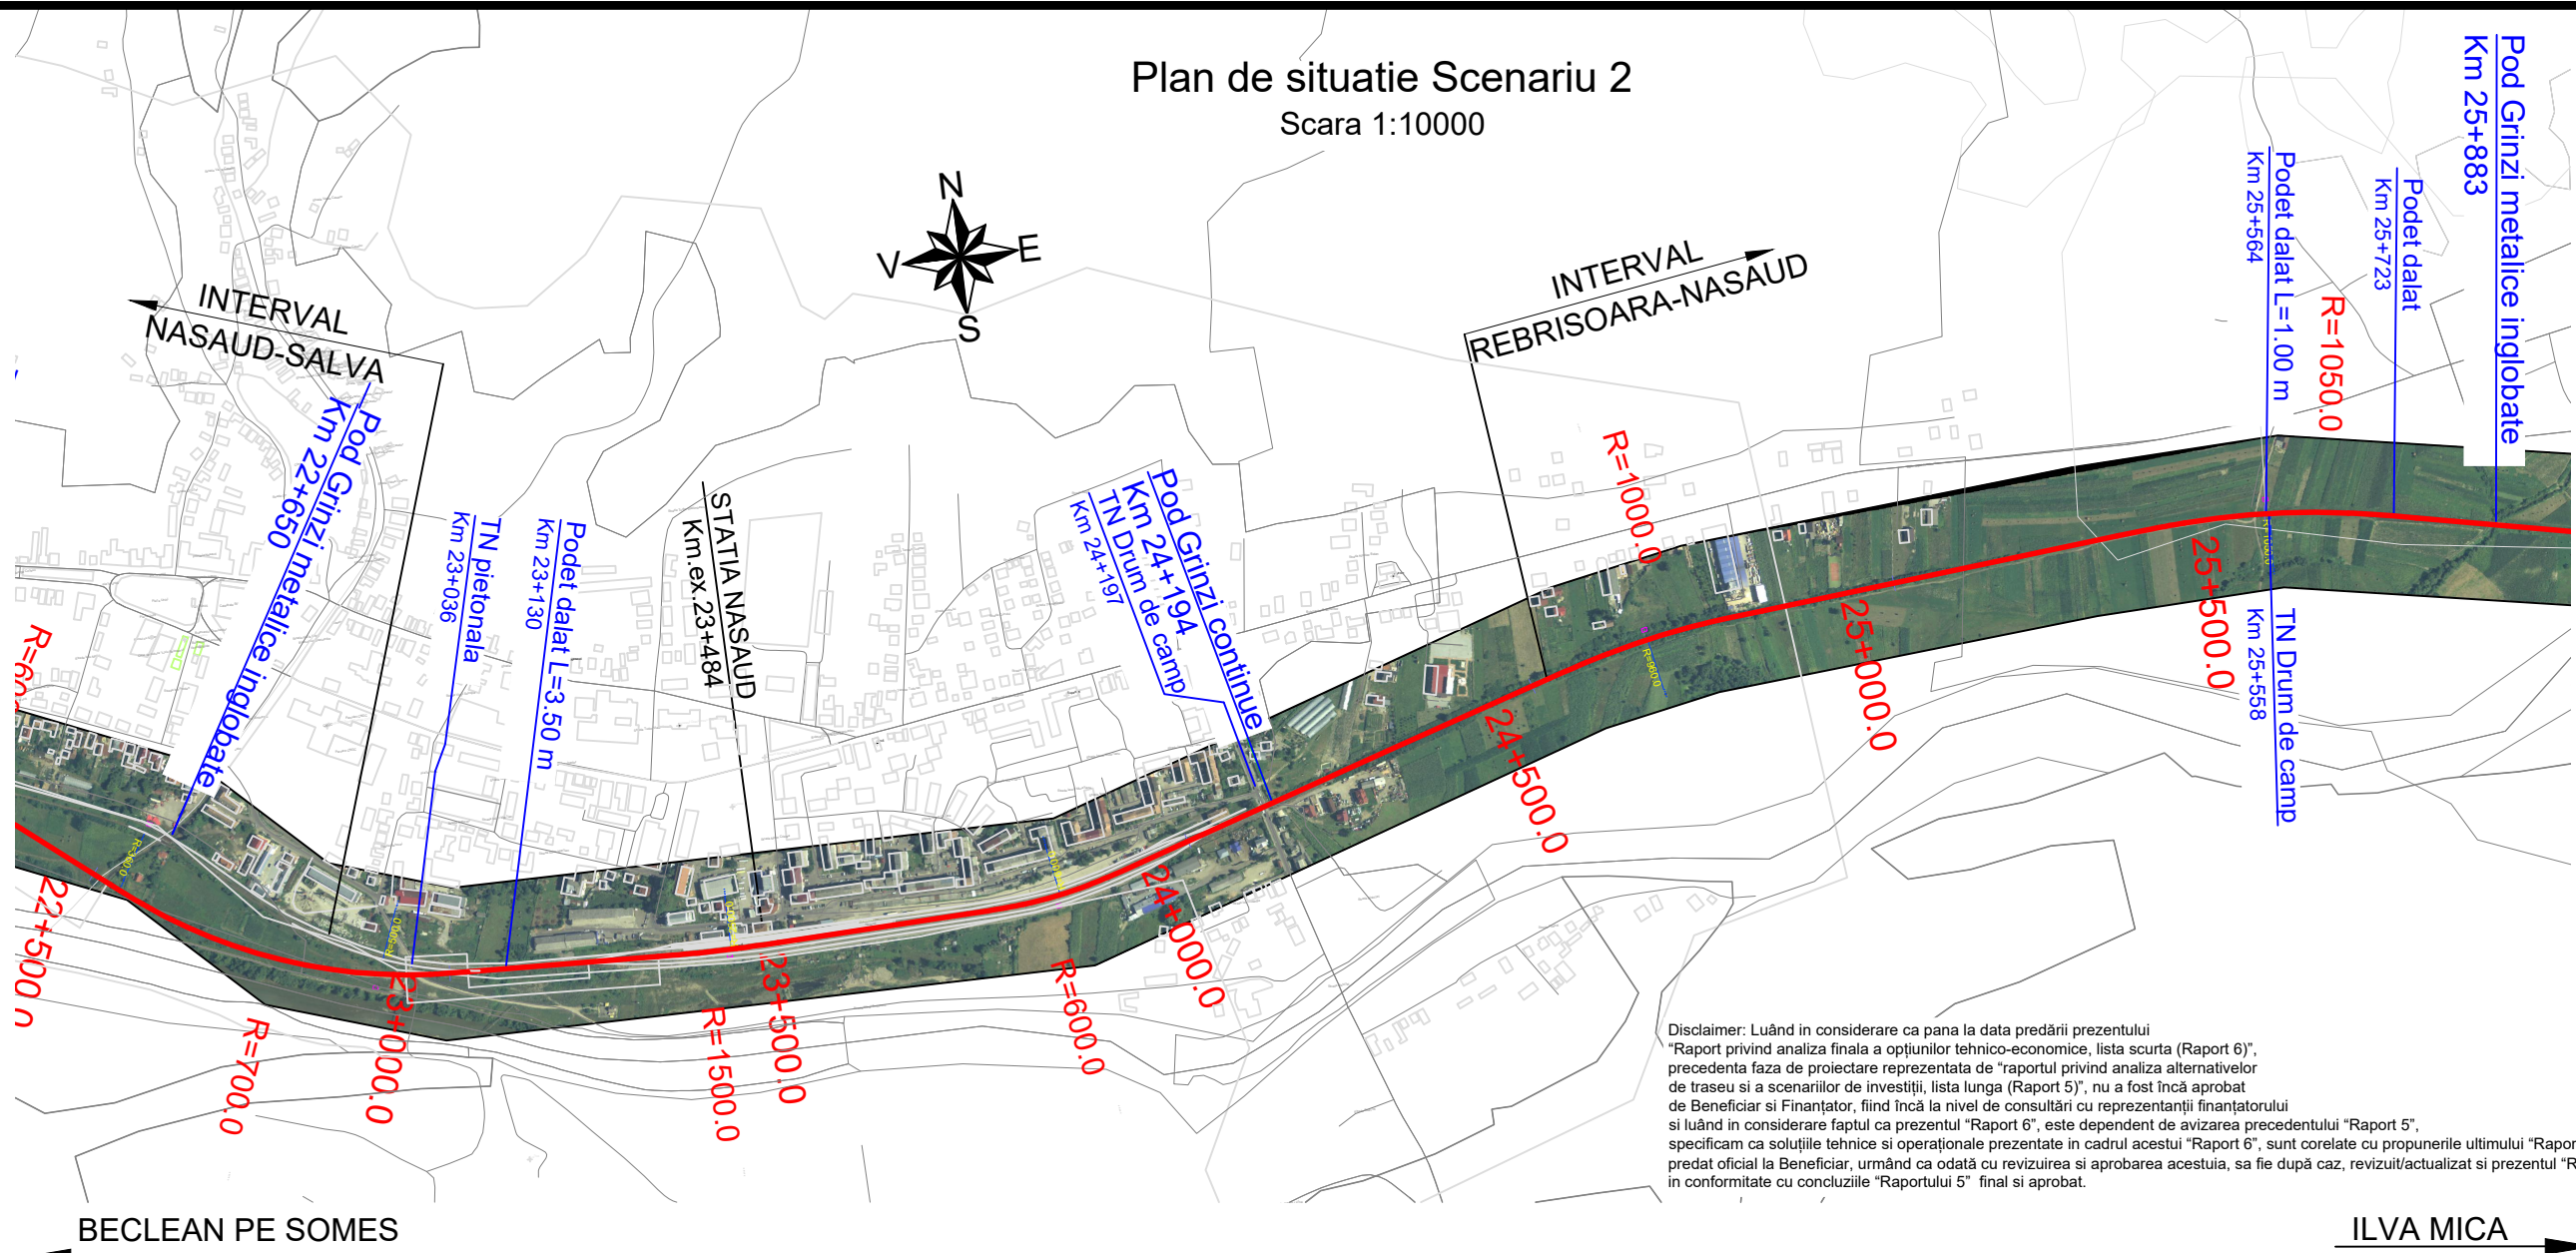 Plan de situatie Scenariu 2
Scara 1:10000
N
V
E
S
INTERVAL
NASAUD-SALVA
INTERVAL
REBRISOARA-NASAUD
Pod Grinzi metalice inglobate
Km 22+650
TN pietonala
Km 23+036
Podet dalat L=3.50 m
Km 23+130
STATIA NASAUD
Km.ex.23+484
Pod Grinzi continue
Km 24+194
TN Drum de camp
Km 24+197
R=1000.0
Podet dalat L=1.00 m
Km 25+564
R=1050.0
Podet dalat
Km 25+723
Pod Grinzi metalice inglobate
Km 25+883
TN Drum de camp
Km 25+558
22+500.0
R=700.0
23+000.0
R=1500.0
23+500.0
R=600.0
24+000.0
24+500.0
25+000.0
25+500.0
R=300.0
R=500.0
R=960.0
Disclaimer: Luând in considerare ca pana la data predării prezentului
“Raport privind analiza finala a opțiunilor tehnico-economice, lista scurta (Raport 6)”,
precedenta faza de proiectare reprezentata de “raportul privind analiza alternativelor
de traseu si a scenariilor de investiții, lista lunga (Raport 5)”, nu a fost încă aprobat
de Beneficiar si Finanțator, fiind încă la nivel de consultări cu reprezentanții finanțatorului
si luând in considerare faptul ca prezentul “Raport 6”, este dependent de avizarea precedentului “Raport 5”,
specificam ca soluțiile tehnice si operaționale prezentate in cadrul acestui “Raport 6”, sunt corelate cu propunerile ultimului “Rapor
predat oficial la Beneficiar, urmând ca odată cu revizuirea si aprobarea acestuia, sa fie după caz, revizuit/actualizat si prezentul “R
in conformitate cu concluziile “Raportului 5” final si aprobat.
BECLEAN PE SOMES
ILVA MICA